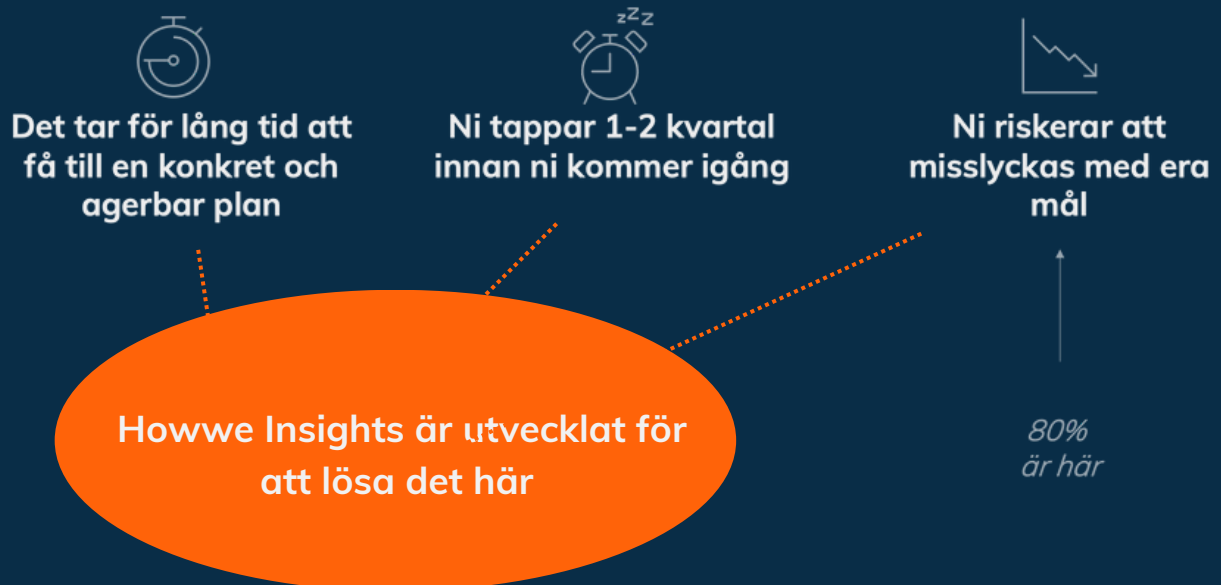 zZZ
Det tar för lång tid att
få till en konkret och
agerbar plan
Ni tappar 1-2 kvartal
innan ni kommer igång
Ni riskerar att
misslyckas med era
mål
Howwe Insights är utvecklat för
att lösa det här
80%
är här